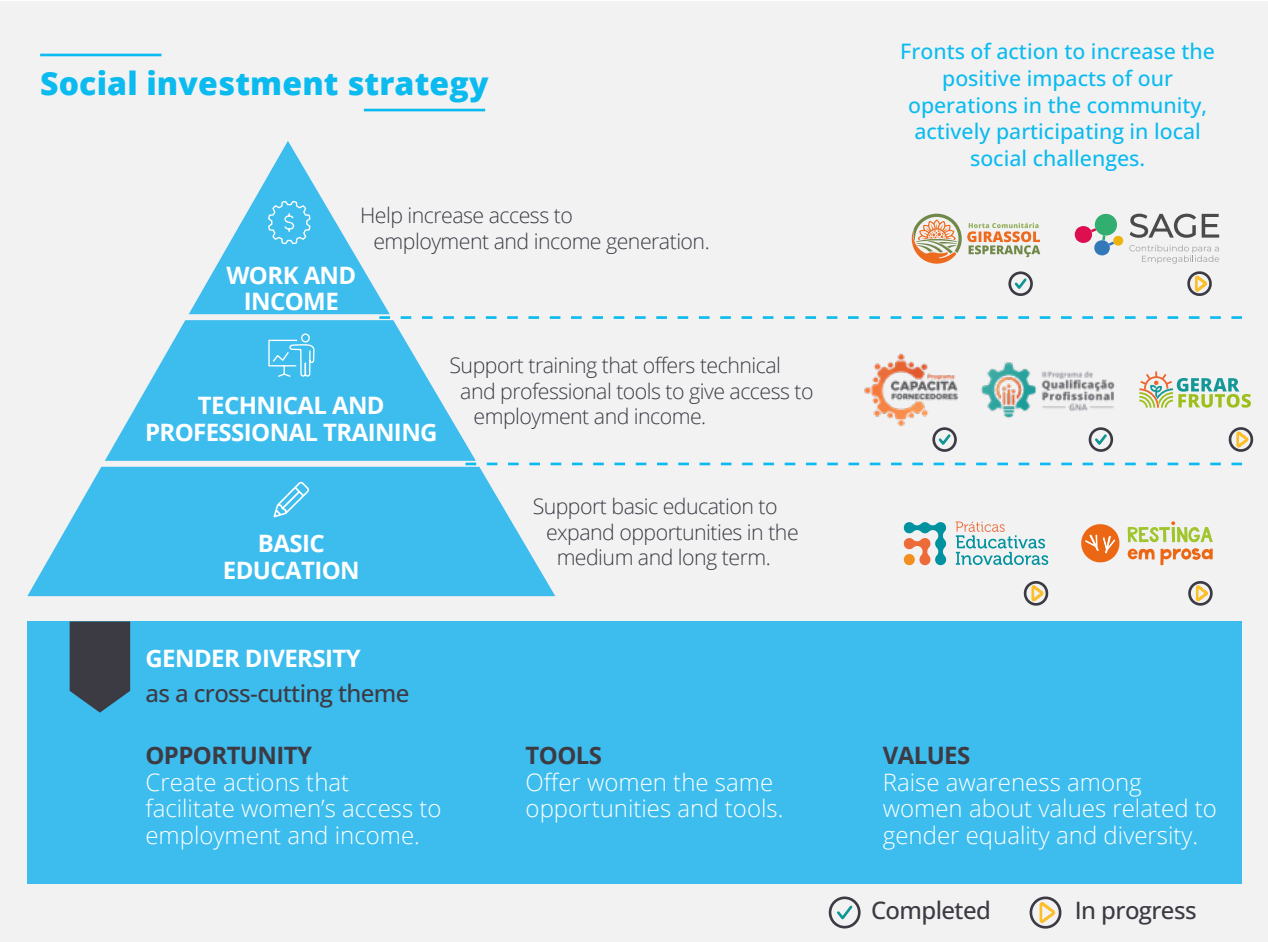 Social investment strategy
Fronts of action to increase the
positive impacts of our
operations in the community,
actively participating in local
social challenges.
WORK AND
INCOME
Help increase access to
employment and income generation.
Horta Comunitária
GIRASSOL
ESPERANÇA
SAGE
Contribuindo para a
Empregabilidade
TECHNICAL AND
PROFESSIONAL TRAINING
Support training that offers technical
and professional tools to give access to
employment and income.
Programa
CAPACITA
FORNECEDORES
II Programa de
Qualificação
Profissional
GNA
GERAR
FRUTOS
BASIC
EDUCATION
Support basic education to
expand opportunities in the
medium and long term.
Práticas
Educativas
Inovadoras
RESTINGA
em prosa
GENDER DIVERSITY
as a cross-cutting theme
OPPORTUNITY
Create actions that
facilitate women’s access to
employment and income.
TOOLS
Offer women the same
opportunities and tools.
VALUES
Raise awareness among
women about values related to
gender equality and diversity.
Completed
In progress